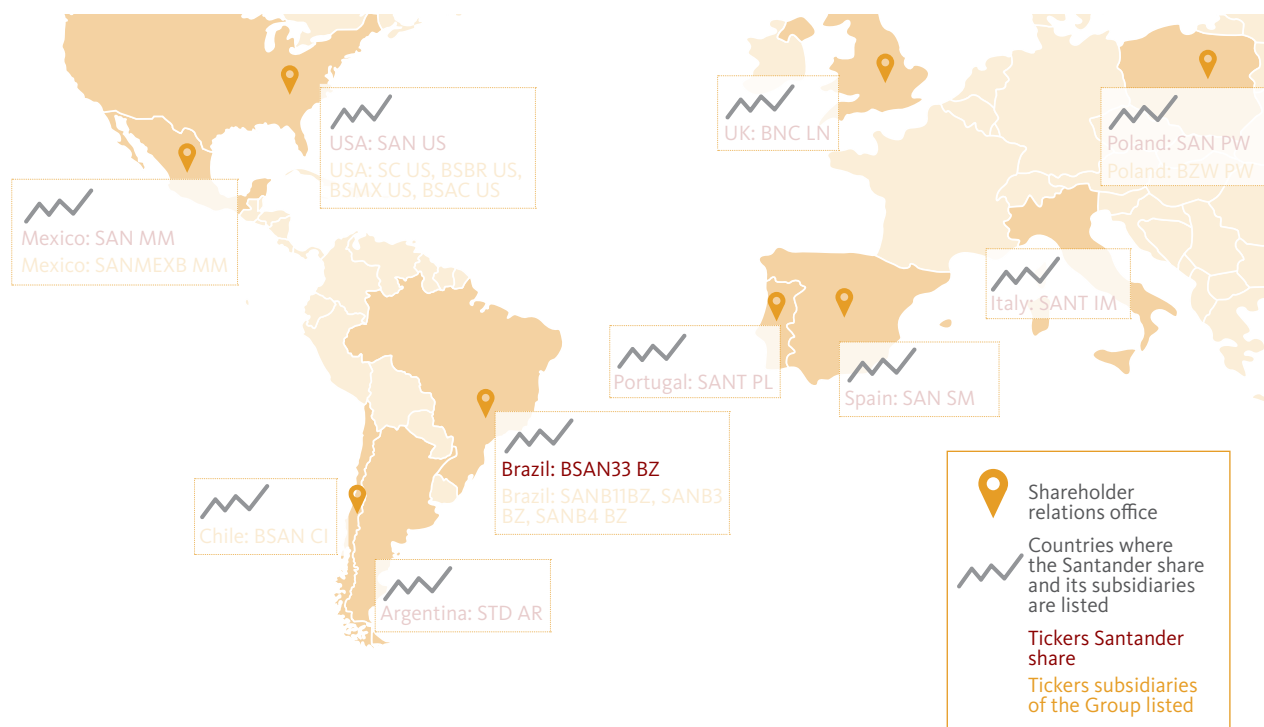 USA: SAN US
USA: SC US, BSBR US,
BSMX US, BSAC US
Mexico: SAN MM
Mexico: SANMEXB MM
UK: BNC LN
Poland: SAN PW
Poland: BZW PW
Italy: SANT IM
Portugal: SANT PL
Spain: SAN SM
Brazil: BSAN33 BZ
Brazil: SANB11BZ, SANB3
BZ, SANB4 BZ
Chile: BSAN CI
Argentina: STD AR
Shareholder
relations office
Countries where
the Santander share
and its subsidiaries
are listed
Tickers Santander
share
Tickers subsidiaries
of the Group listed